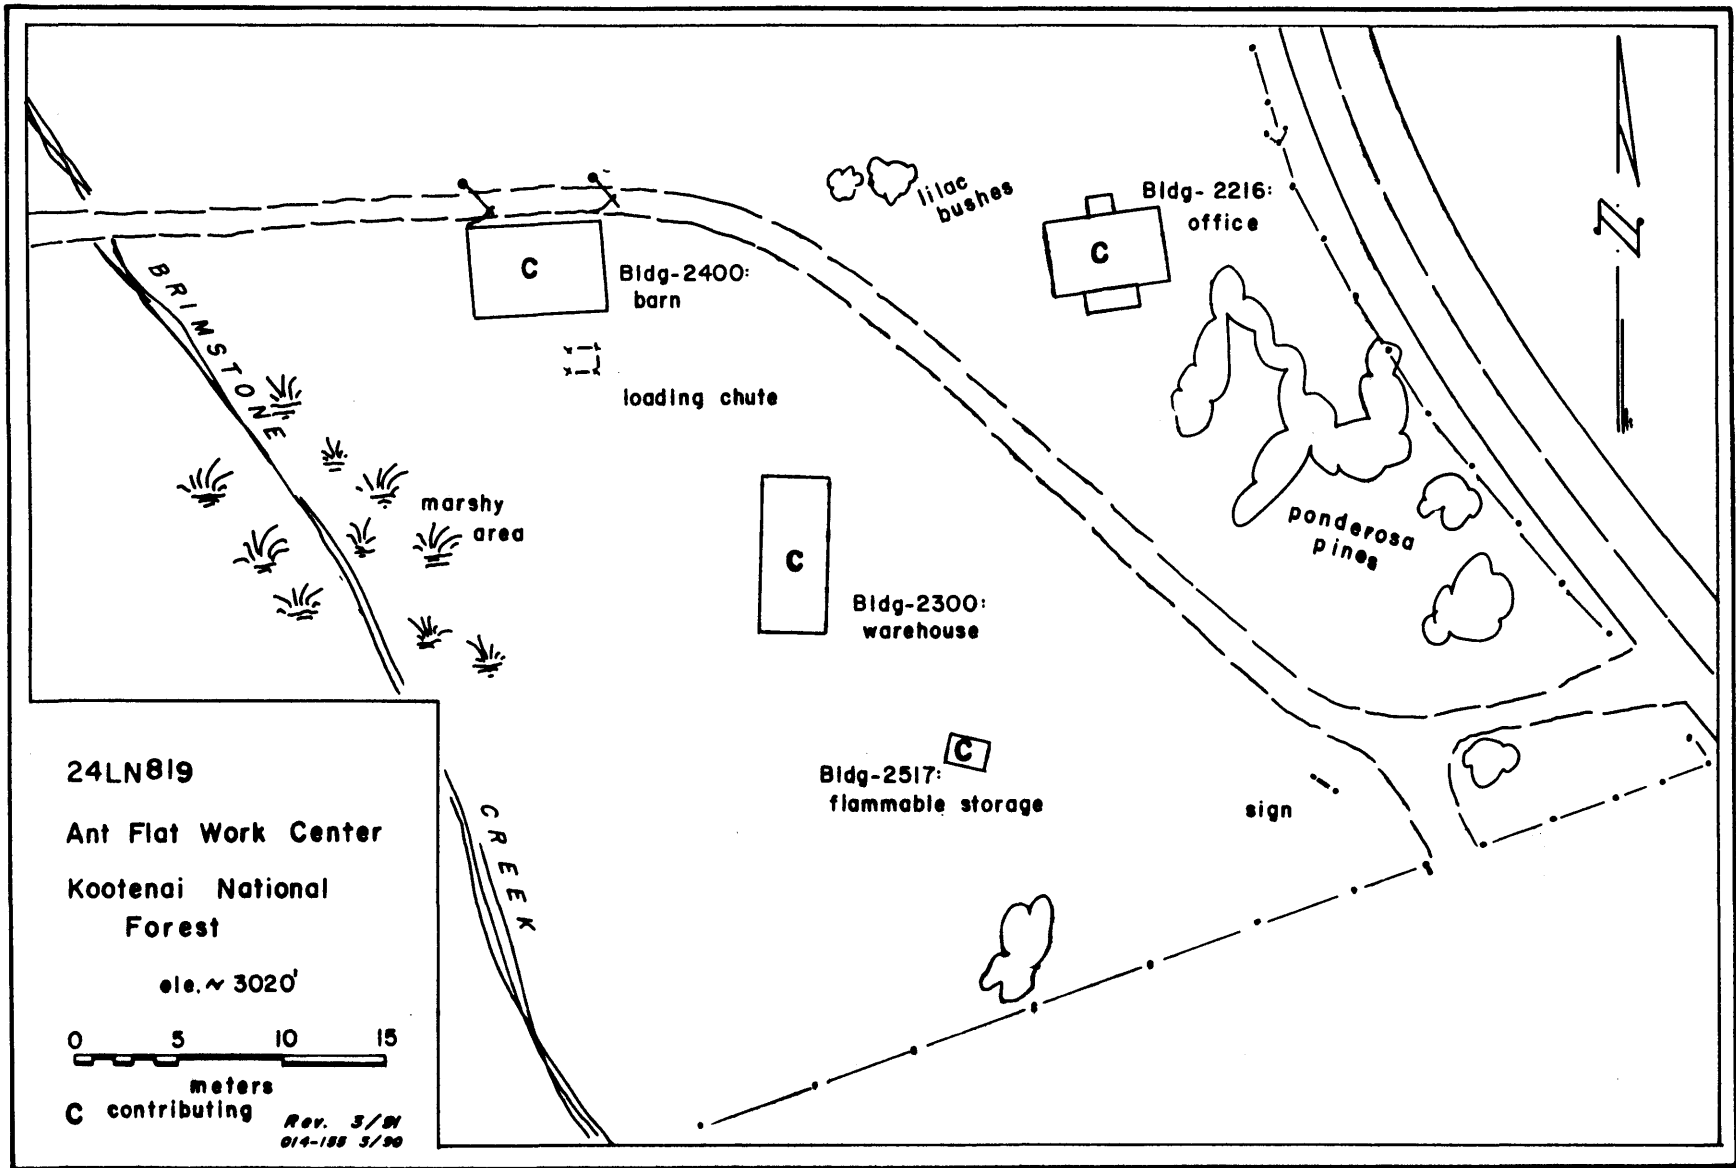 Bldg-2216:
office
C
lilac
bushes
C
Bldg-2400:
barn
BRIMSTONE
loading chute
marshy
area
C
Bldg-2300:
warehouse
ponderosa
pines
C
Bldg-2517:
flammable storage
sign
CREEK
N
24LN819
Ant Flat Work Center
Kootenai National
Forest
ele. ~ 3020'
0 5 10 15
meters
C contributing
Rev. 3/91
014-188 5/90